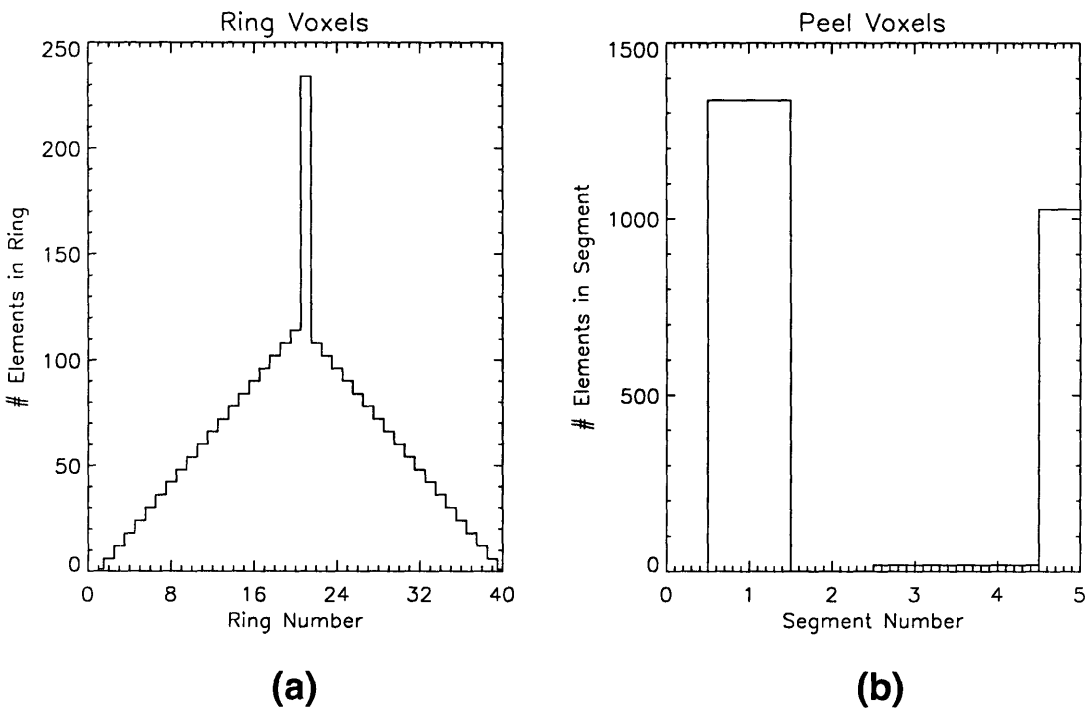 Ring Voxels
250
200
150
100
50
0
# Elements in Ring
0 8 16 24 32 40
Ring Number
(a)
Peel Voxels
1500
1000
500
0
# Elements in Segment
0 1 2 3 4 5
Segment Number
(b)